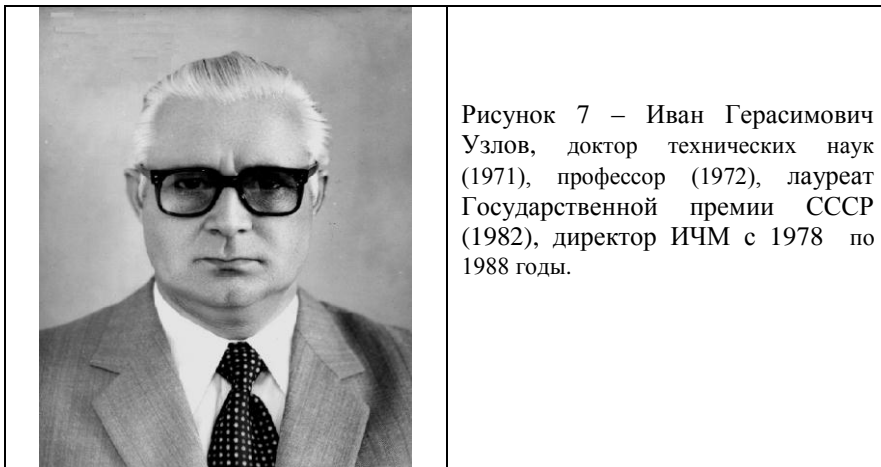 Рисунок 7 – Иван Герасимович
Узлов, доктор технических наук
(1971), профессор (1972), лауреат
Государственной премии СССР
(1982), директор ИЧМ с 1978 по
1988 годы.